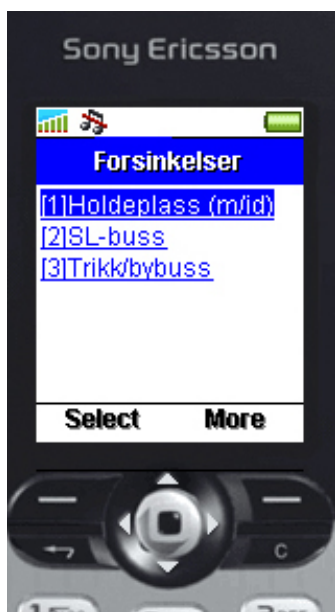 Sony Ericsson
Forsinkelser
[1]Holdeplass (m/id)
[2]SL-buss
[3]Trikk/bybuss
Select More
C